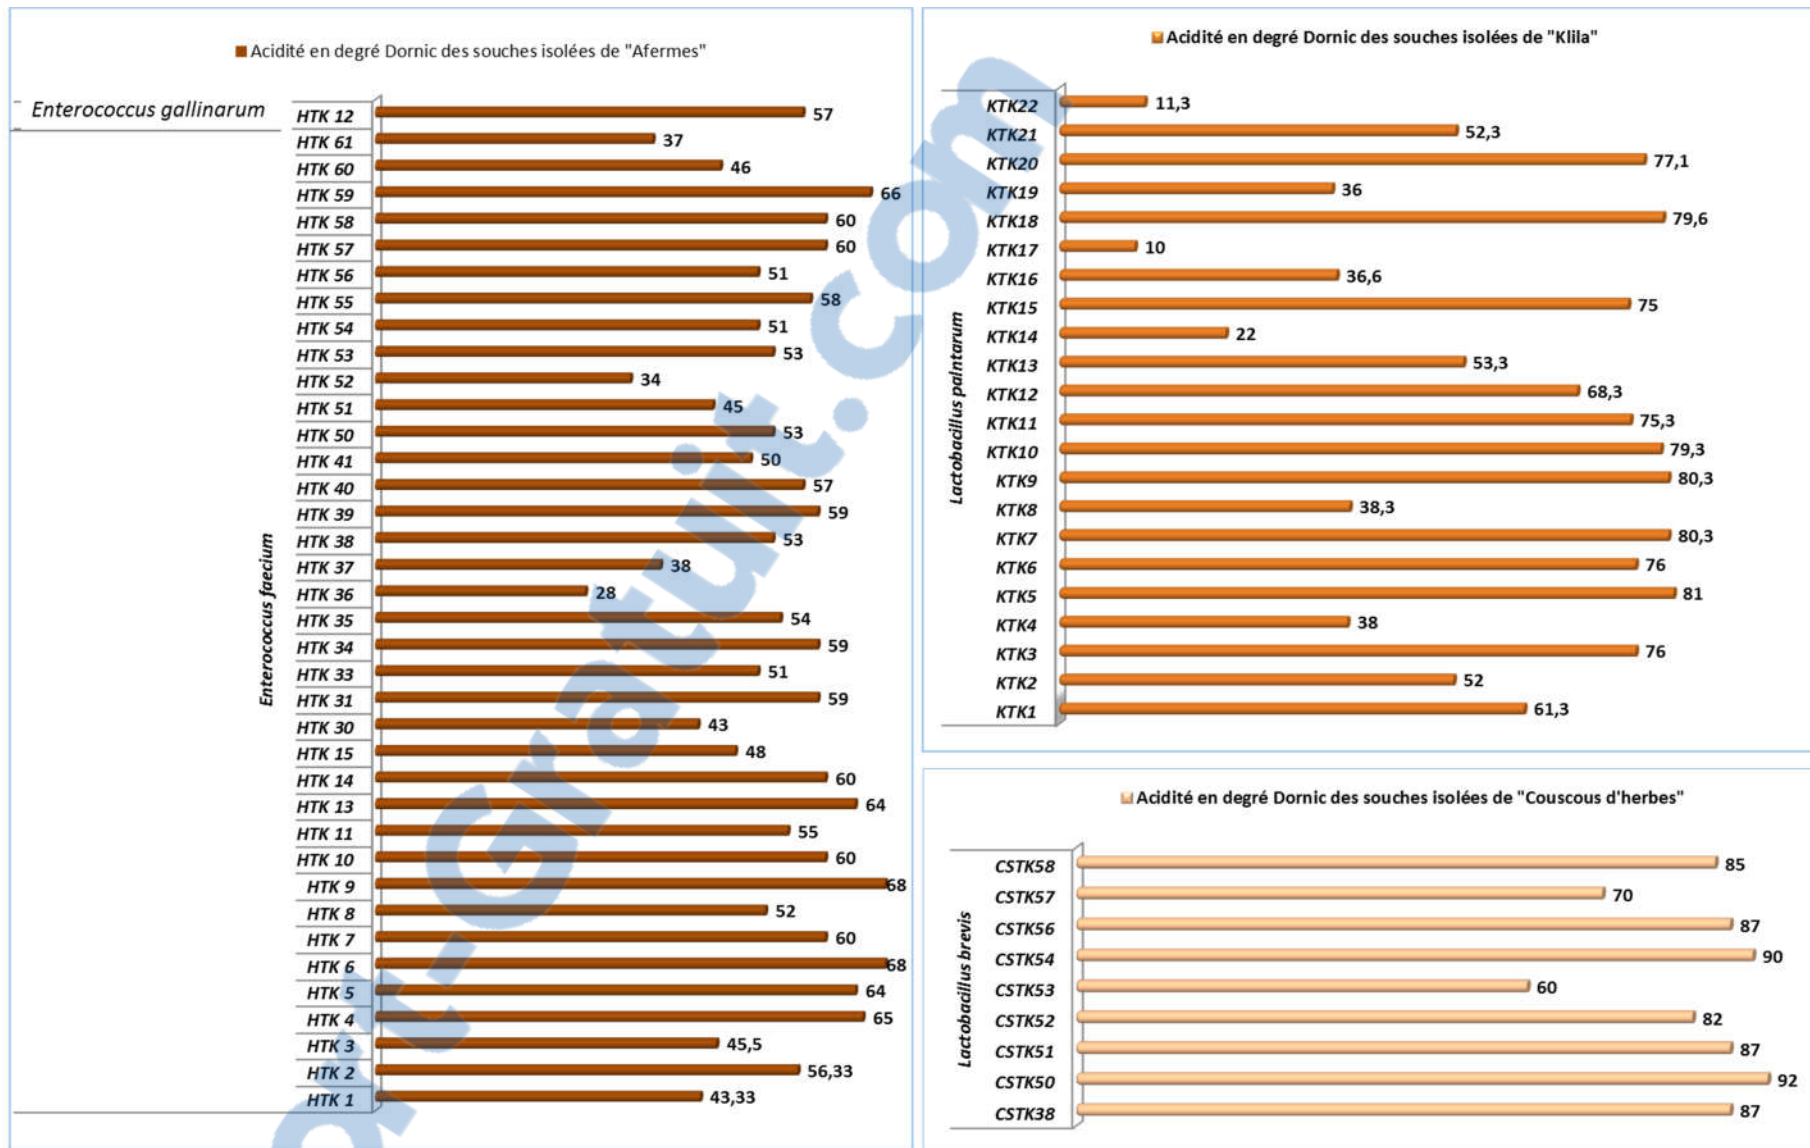 Acidité en degré Dornic des souches isolées de "Afermes"
Enterococcus gallinarum
HTK 12 57
HTK 61 37
HTK 60 46
HTK 59 66
HTK 58 60
HTK 57 60
HTK 56 51
HTK 55 58
HTK 54 51
HTK 53 53
HTK 52 34
HTK 51 45
HTK 50 53
HTK 41 50
HTK 40 57
HTK 39 59
HTK 38 53
HTK 37 38
HTK 36 28
HTK 35 54
HTK 34 59
HTK 33 51
HTK 31 59
HTK 30 43
HTK 15 48
HTK 14 60
HTK 13 64
HTK 11 55
HTK 10 60
HTK 9 68
HTK 8 52
HTK 7 60
HTK 6 68
HTK 5 64
HTK 4 65
HTK 3 45,5
HTK 2 56,33
HTK 1 43,33
Enterococcus faecium
Acidité en degré Dornic des souches isolées de "Klila"
KTK22 11,3
KTK21 52,3
KTK20 77,1
KTK19 36
KTK18 79,6
KTK17 10
KTK16 36,6
KTK15 75
KTK14 22
KTK13 53,3
KTK12 68,3
KTK11 75,3
KTK10 79,3
KTK9 80,3
KTK8 38,3
KTK7 80,3
KTK6 76
KTK5 81
KTK4 38
KTK3 76
KTK2 52
KTK1 61,3
Lactobacillus palntarum
Acidité en degré Dornic des souches isolées de "Couscous d'herbes"
CSTK58 85
CSTK57 70
CSTK56 87
CSTK54 90
CSTK53 60
CSTK52 82
CSTK51 87
CSTK50 92
CSTK38 87
Lactobacillus brevis
rt-Gratuit.com